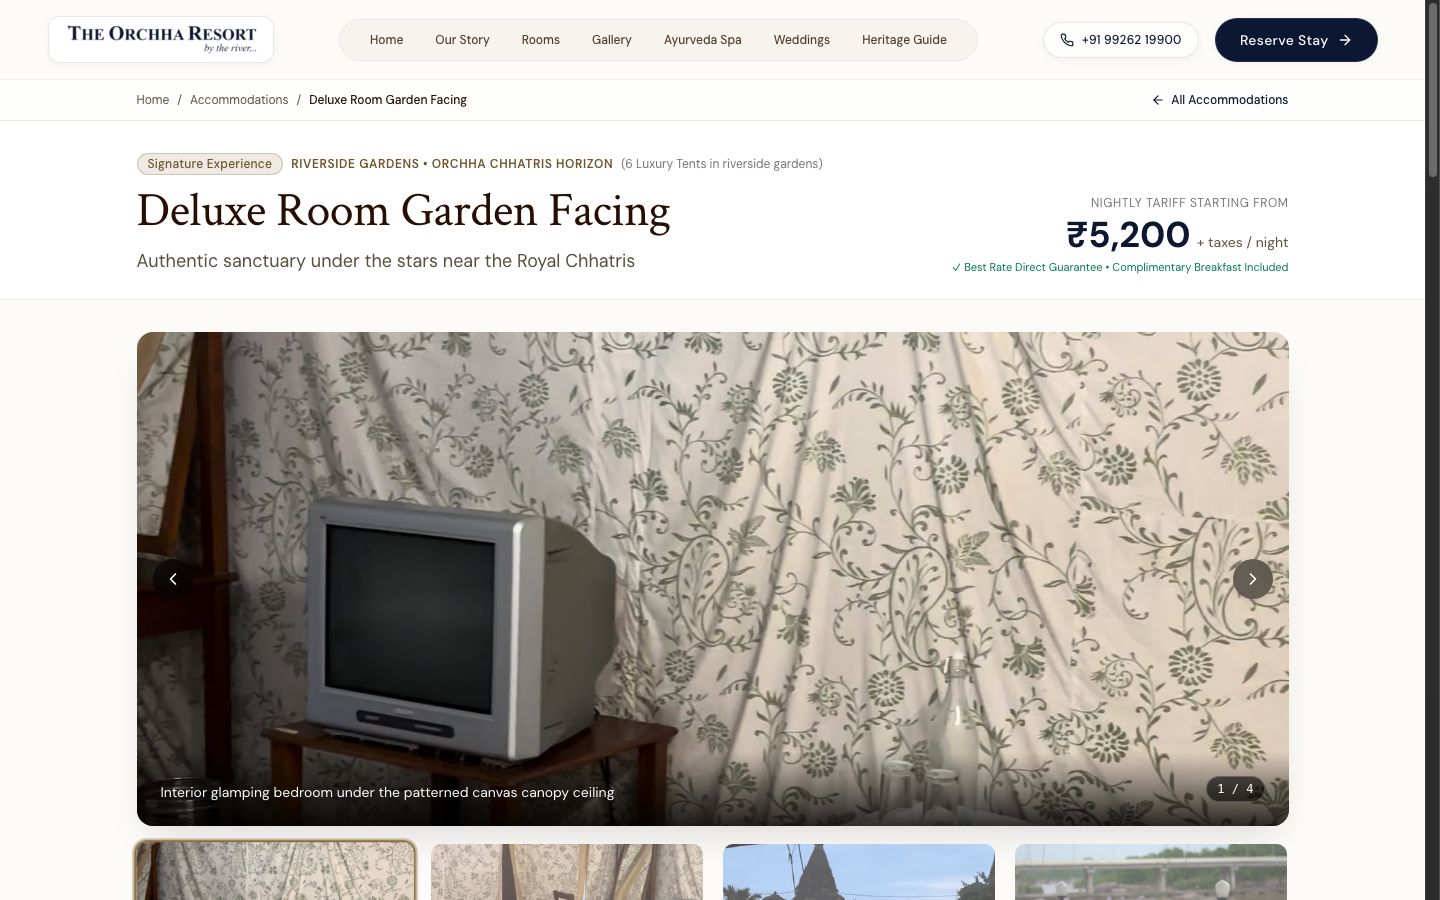 THE ORCHHA RESORT
by the river...
Home
Our Story
Rooms
Gallery
Ayurveda Spa
Weddings
Heritage Guide
+91 99262 19900
Reserve Stay
Home / Accommodations / Deluxe Room Garden Facing
All Accommodations
Signature Experience
RIVERSIDE GARDENS • ORCHHA CHHATRIS HORIZON
(6 Luxury Tents in riverside gardens)
Deluxe Room Garden Facing
Authentic sanctuary under the stars near the Royal Chhatris
NIGHTLY TARIFF STARTING FROM
₹5,200 + taxes / night
✓ Best Rate Direct Guarantee • Complimentary Breakfast Included
Interior glamping bedroom under the patterned canvas canopy ceiling
1 / 4